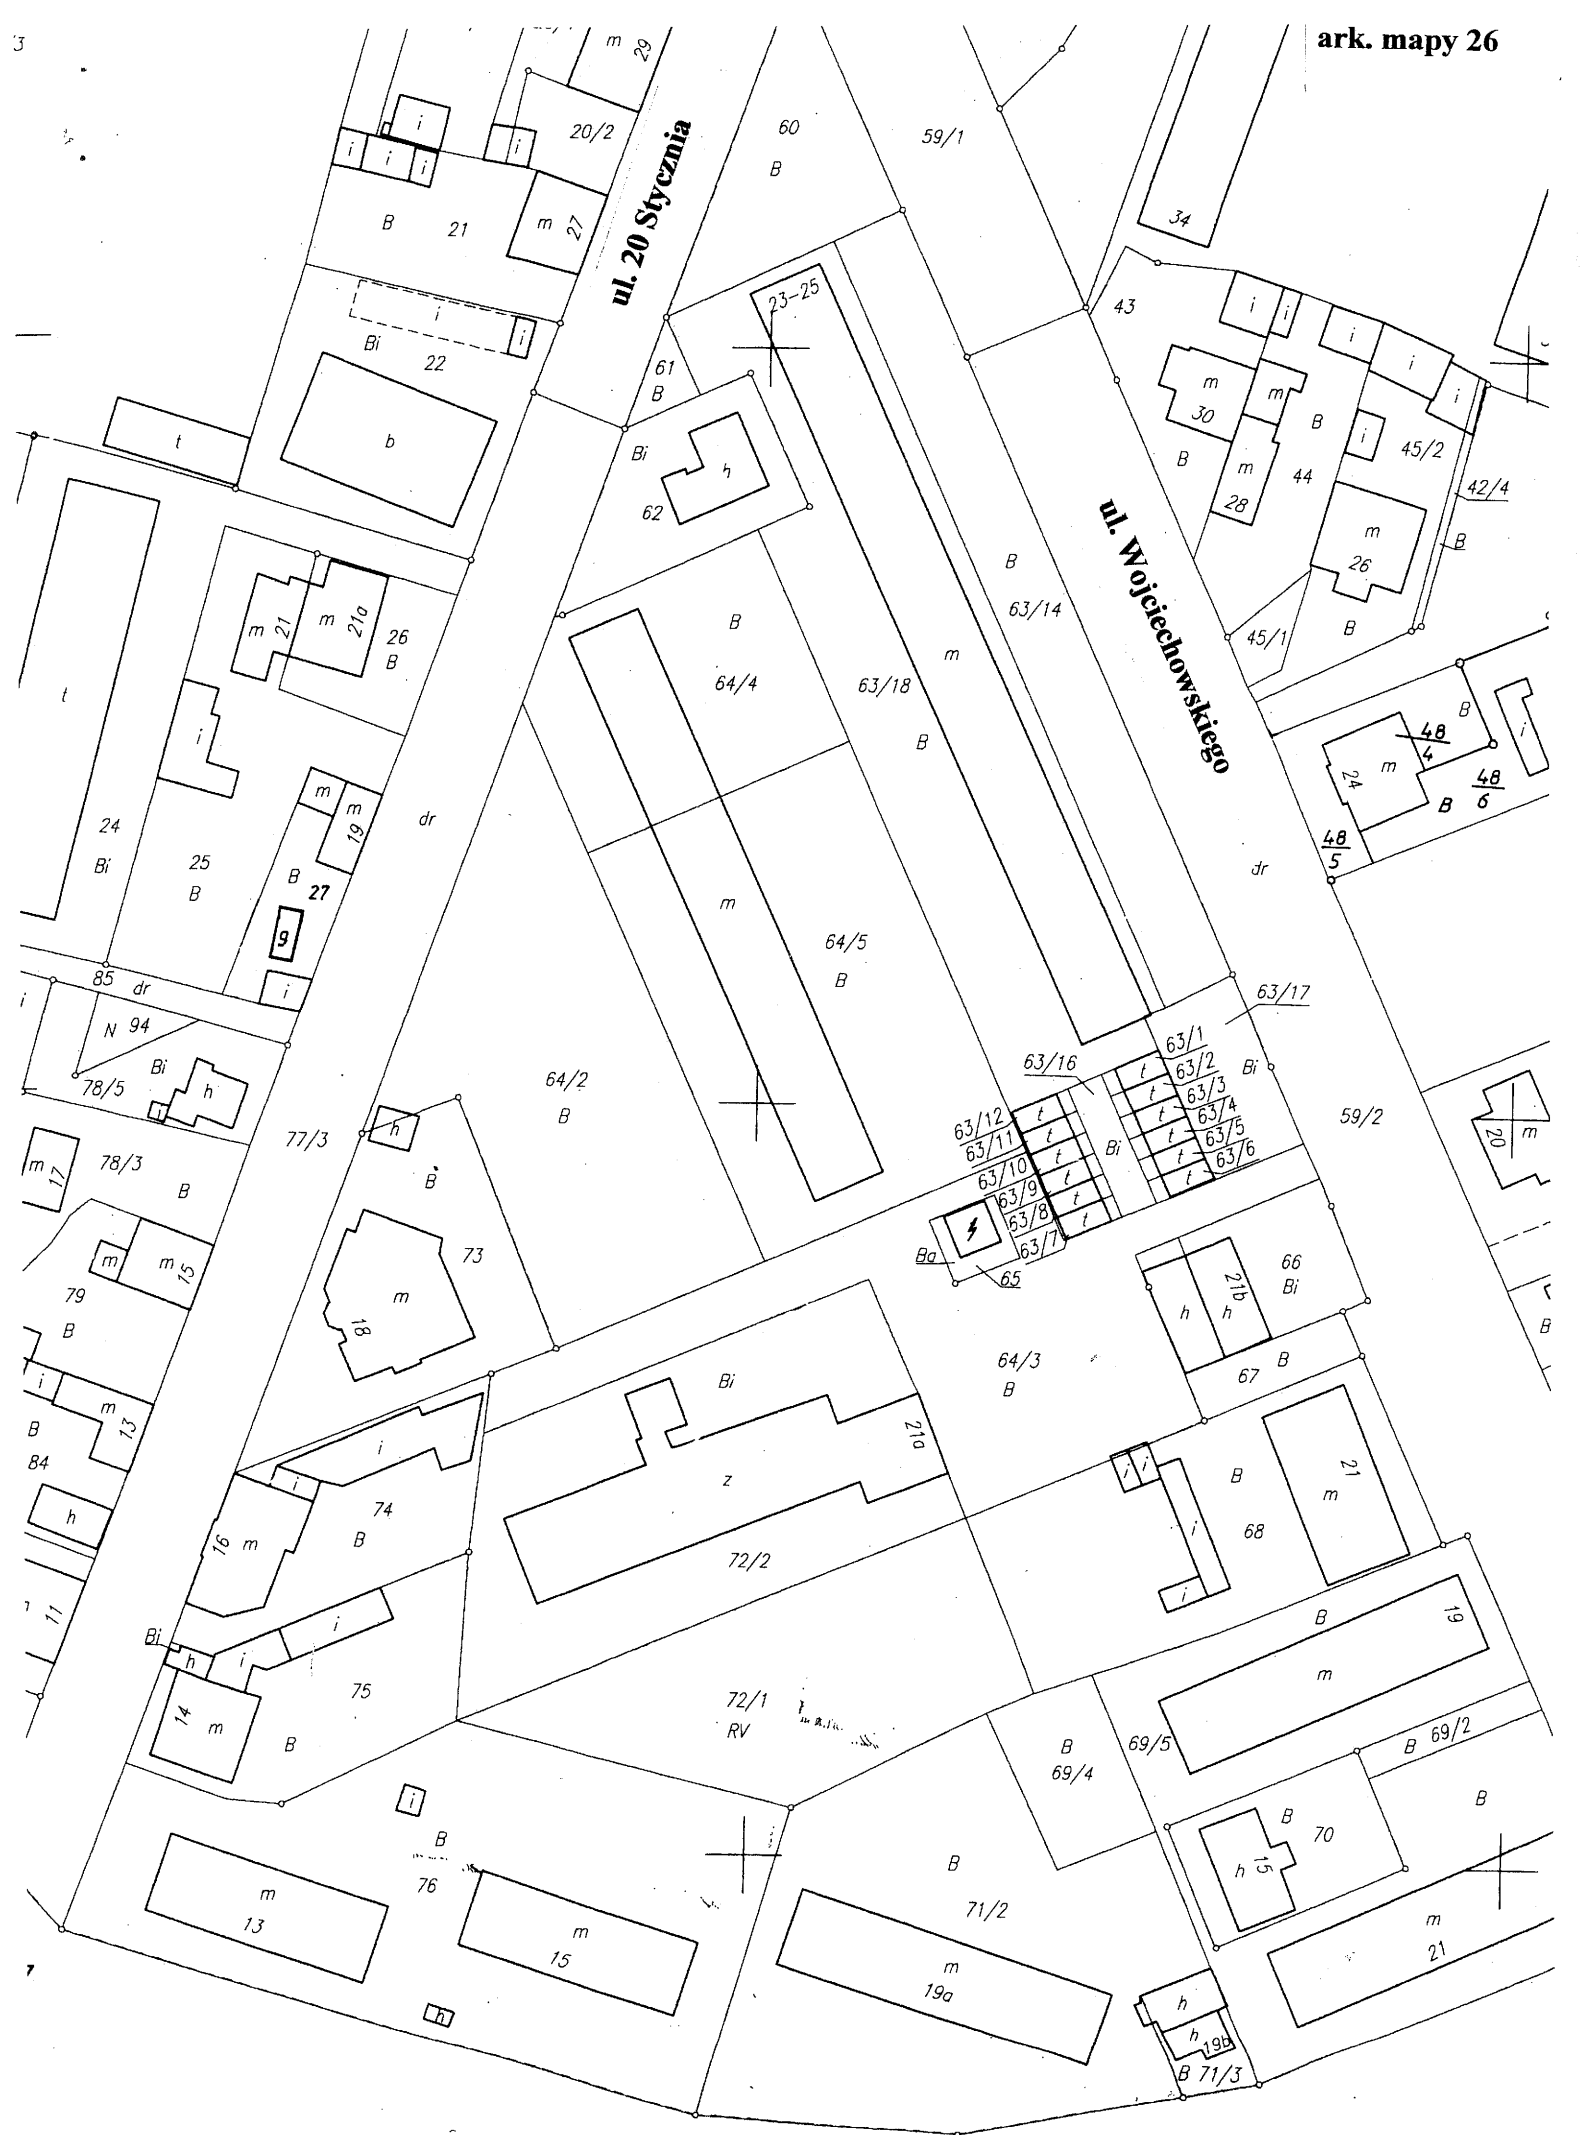 ark. mapy 26
m
29
20/2
i
i
i
i
i
60
B
59/1
B
21
m
27
ul. 20 Stycznia
34
i
Bi
22
i
23-25
43
i
i
i
i
i
61
B
m
30
m
B
b
t
Bi
h
62
B
m
28
44
i
45/2
42/4
B
m
26
45/1
B
m
21
m
21a
26
B
t
i
B
64/4
63/18
m
B
B
63/14
ul. Wojciechowskiego
B
48
4
48
6
B
m
24
48
5
i
m
m
19
dr
24
Bi
25
B
B
27
9
i
m
64/5
B
dr
85
dr
i
N
94
Bi
h
i
78/5
64/2
B
63/17
63/16
63/1
63/2
63/3
63/4
63/5
63/6
t
t
t
t
t
t
Bi
Bi
63/12
63/11
63/10
63/9
63/8
63/7
t
t
t
t
t
59/2
20
m
77/3
h
B
m
17
78/3
B
m
m
15
73
m
18
Ba
65
66
Bi
21b
h
h
B
79
B
64/3
B
B
67
i
m
13
B
84
h
Bi
21a
z
72/2
i
i
74
B
16
m
i
i
B
68
i
i
21
m
11
Bi
h
i
i
75
B
14
m
72/1
RV
B
19
m
B
69/4
69/5
B
69/2
B
i
B
76
m
13
m
15
B
71/2
m
19a
B
70
h
15
m
21
h
h
19b
B
71/3